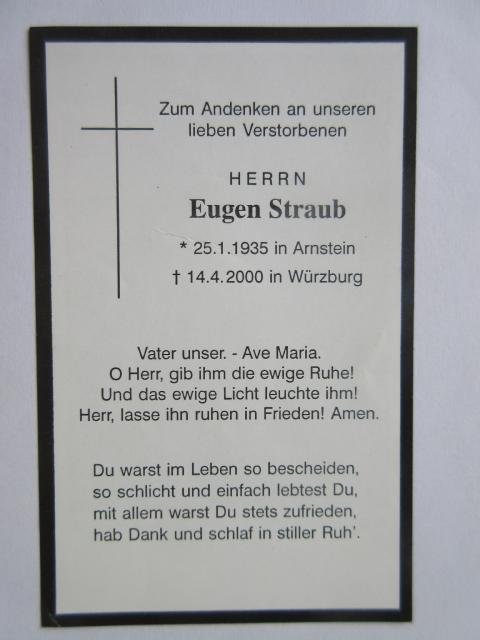 Zum Andenken an unseren
lieben Verstorbenen
HERRN
Eugen Straub
* 25.1.1935 in Arnstein
† 14.4.2000 in Würzburg
Vater unser. - Ave Maria.
O Herr, gib ihm die ewige Ruhe!
Und das ewige Licht leuchte ihm!
Herr, lasse ihn ruhen in Frieden! Amen.
Du warst im Leben so bescheiden,
so schlicht und einfach lebtest Du,
mit allem warst Du stets zufrieden,
hab Dank und schlaf in stiller Ruh'.